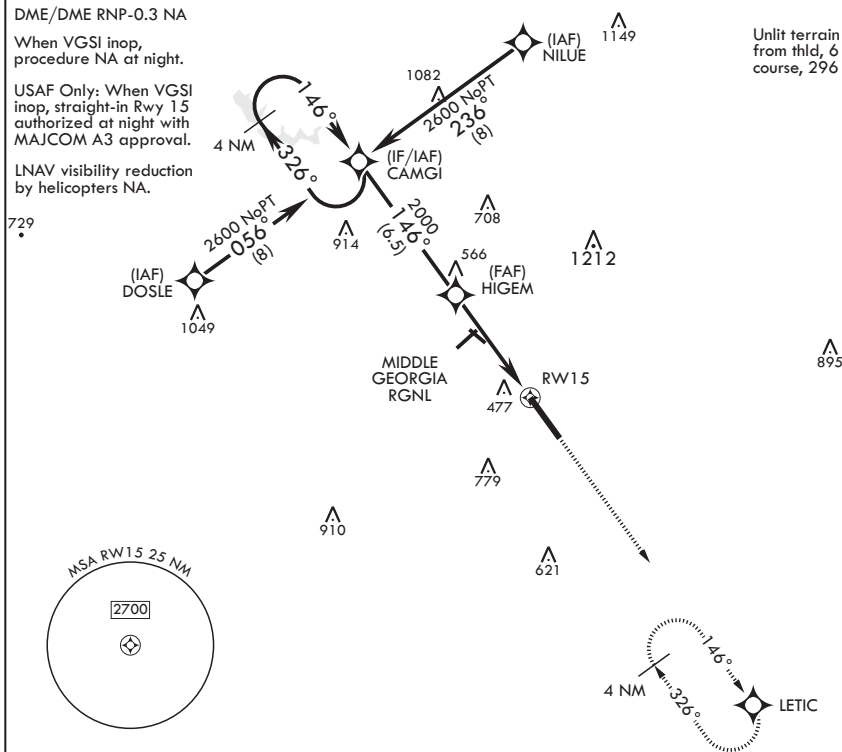 DME/DME RNP-0.3 NA
When VGSI inop,
procedure NA at night.
USAF Only: When VGSI
inop, straight-in Rwy 15
authorized at night with
MAJCOM A3 approval.
LNAV visibility reduction
by helicopters NA.
Unlit terrain
from thld, 6
course, 296
(IAF)
NILUE
1149
1082
2600 NoPT
236°
(8)
146°
4 NM
326°
(IF/IAF)
CAMGI
729
2600 NoPT
056°
(8)
914
2000
146°
(6.5)
708
1212
566
(IAF)
DOSLE
1049
(FAF)
HIGEM
MIDDLE
GEORGIA
RGNL
477
RW15
895
779
910
621
MSA RW15 25 NM
2700
146°
4 NM
326°
LETIC